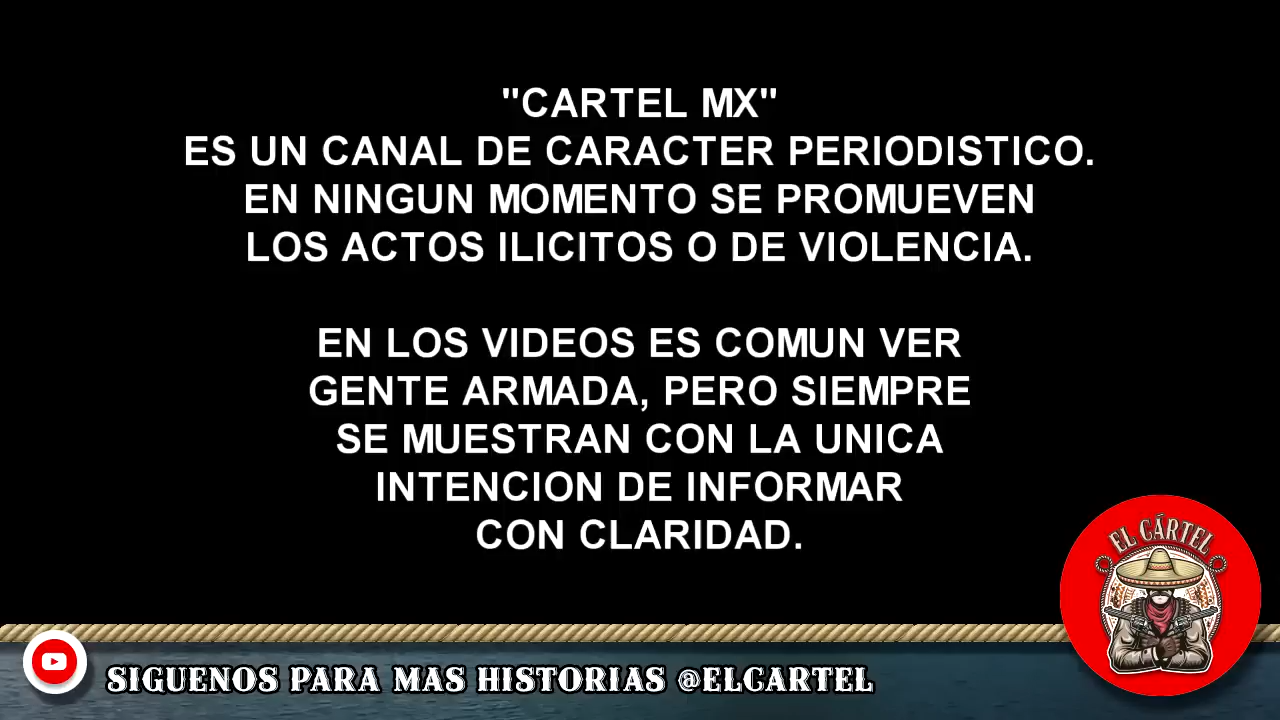 "CARTEL MX"
ES UN CANAL DE CARACTER PERIODISTICO.
EN NINGUN MOMENTO SE PROMUEVEN
LOS ACTOS ILICITOS O DE VIOLENCIA.
EN LOS VIDEOS ES COMUN VER
GENTE ARMADA, PERO SIEMPRE
SE MUESTRAN CON LA UNICA
INTENCION DE INFORMAR
CON CLARIDAD.
EL CÁRTEL
SIGUENOS PARA MAS HISTORIAS @ELCARTEL